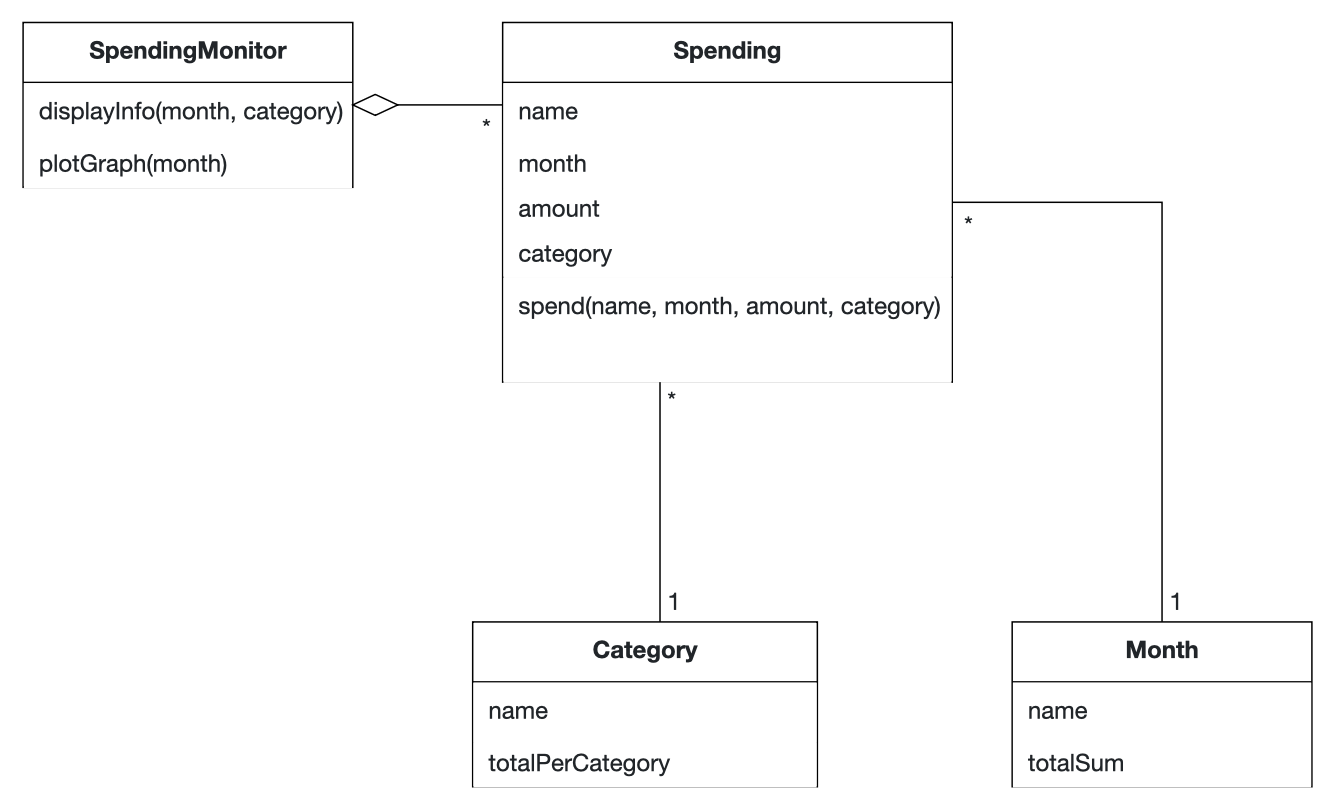 SpendingMonitor
displayInfo(month, category)
plotGraph(month)
*
Spending
name
month
amount
category
spend(name, month, amount, category)
*
*
1
1
Category
name
totalPerCategory
Month
name
totalSum